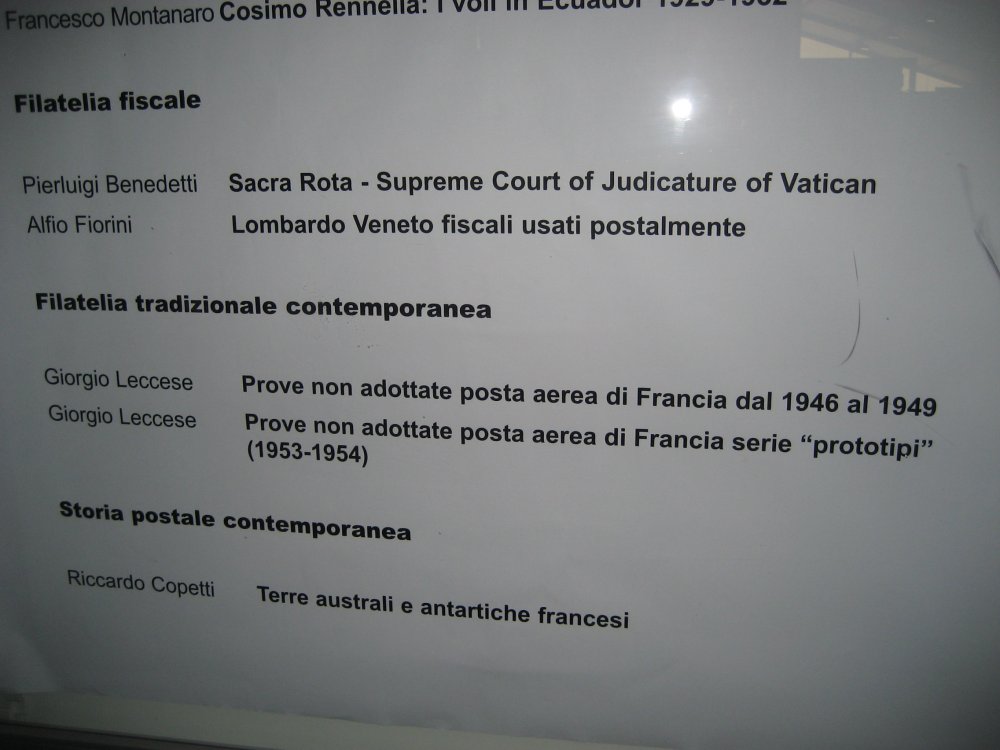 Francesco Montanaro Cosimo Rennella: i voli in Ecuador
Filatelia fiscale
Pierluigi Benedetti Sacra Rota - Supreme Court of Judicature of Vatican
Alfio Fiorini Lombardo Veneto fiscali usati postalmente
Filatelia tradizionale contemporanea
Giorgio Leccese Prove non adottate posta aerea di Francia dal 1946 al 1949
Giorgio Leccese Prove non adottate posta aerea di Francia serie “prototipi”
(1953-1954)
Storia postale contemporanea
Riccardo Copetti Terre australi e antartiche francesi